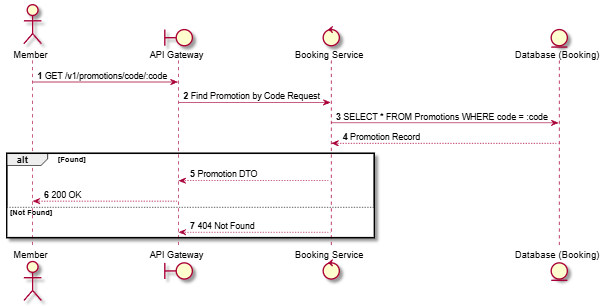 Member
API Gateway
Booking Service
Database (Booking)
1 GET /v1/promotions/code/:code
2 Find Promotion by Code Request
3 SELECT * FROM Promotions WHERE code = :code
4 Promotion Record
alt [Found]
5 Promotion DTO
6 200 OK
[Not Found]
7 404 Not Found
Member
API Gateway
Booking Service
Database (Booking)